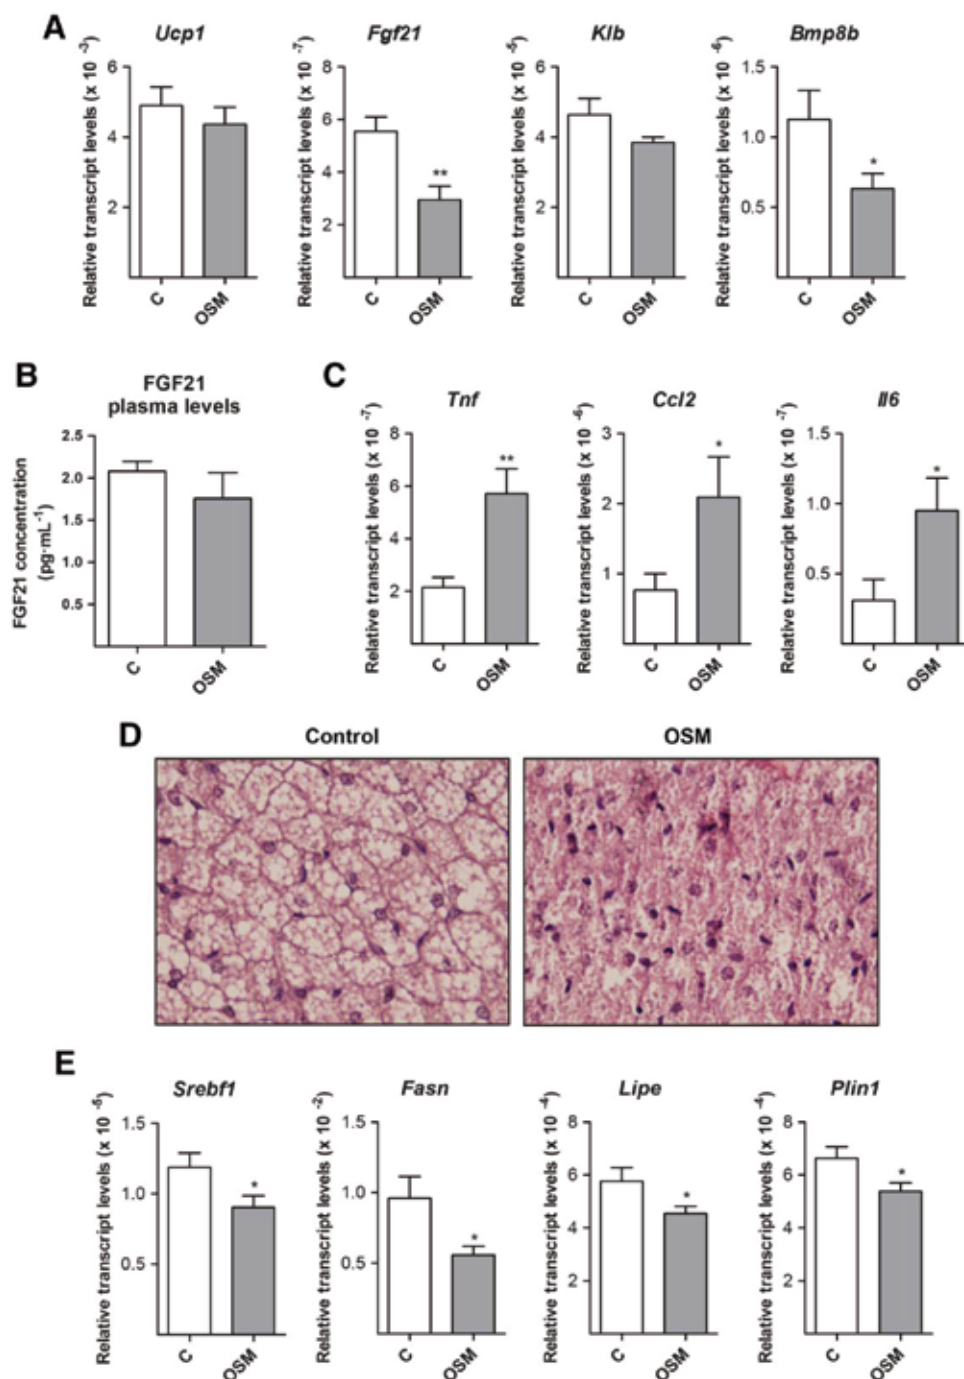 A
Ucp1
Relative transcript levels (x 10 -3)
6
4
2
C
OSM
Fgf21
Relative transcript levels (x 10 -7)
8
6
4
2
**
C
OSM
Klb
Relative transcript levels (x 10 -5)
6
4
2
C
OSM
Bmp8b
Relative transcript levels (x 10 -6)
1.5
1.0
0.5
*
C
OSM
B
FGF21
plasma levels
FGF21 concentration
(pg·mL-1)
2.5
2.0
1.5
1.0
0.5
C
OSM
C
Tnf
Relative transcript levels (x 10 -7)
8
6
4
2
**
C
OSM
Ccl2
Relative transcript levels (x 10 -6)
3
2
1
*
C
OSM
Il6
Relative transcript levels (x 10 -7)
1.5
1.0
0.5
*
C
OSM
D
Control
OSM
E
Srebf1
Relative transcript levels (x 10 -5)
1.5
1.0
0.5
*
C
OSM
Fasn
Relative transcript levels (x 10 -2)
1.5
1.0
0.5
*
C
OSM
Lipe
Relative transcript levels (x 10 -4)
8
6
4
2
*
C
OSM
Plin1
Relative transcript levels (x 10 -4)
8
6
4
2
*
C
OSM